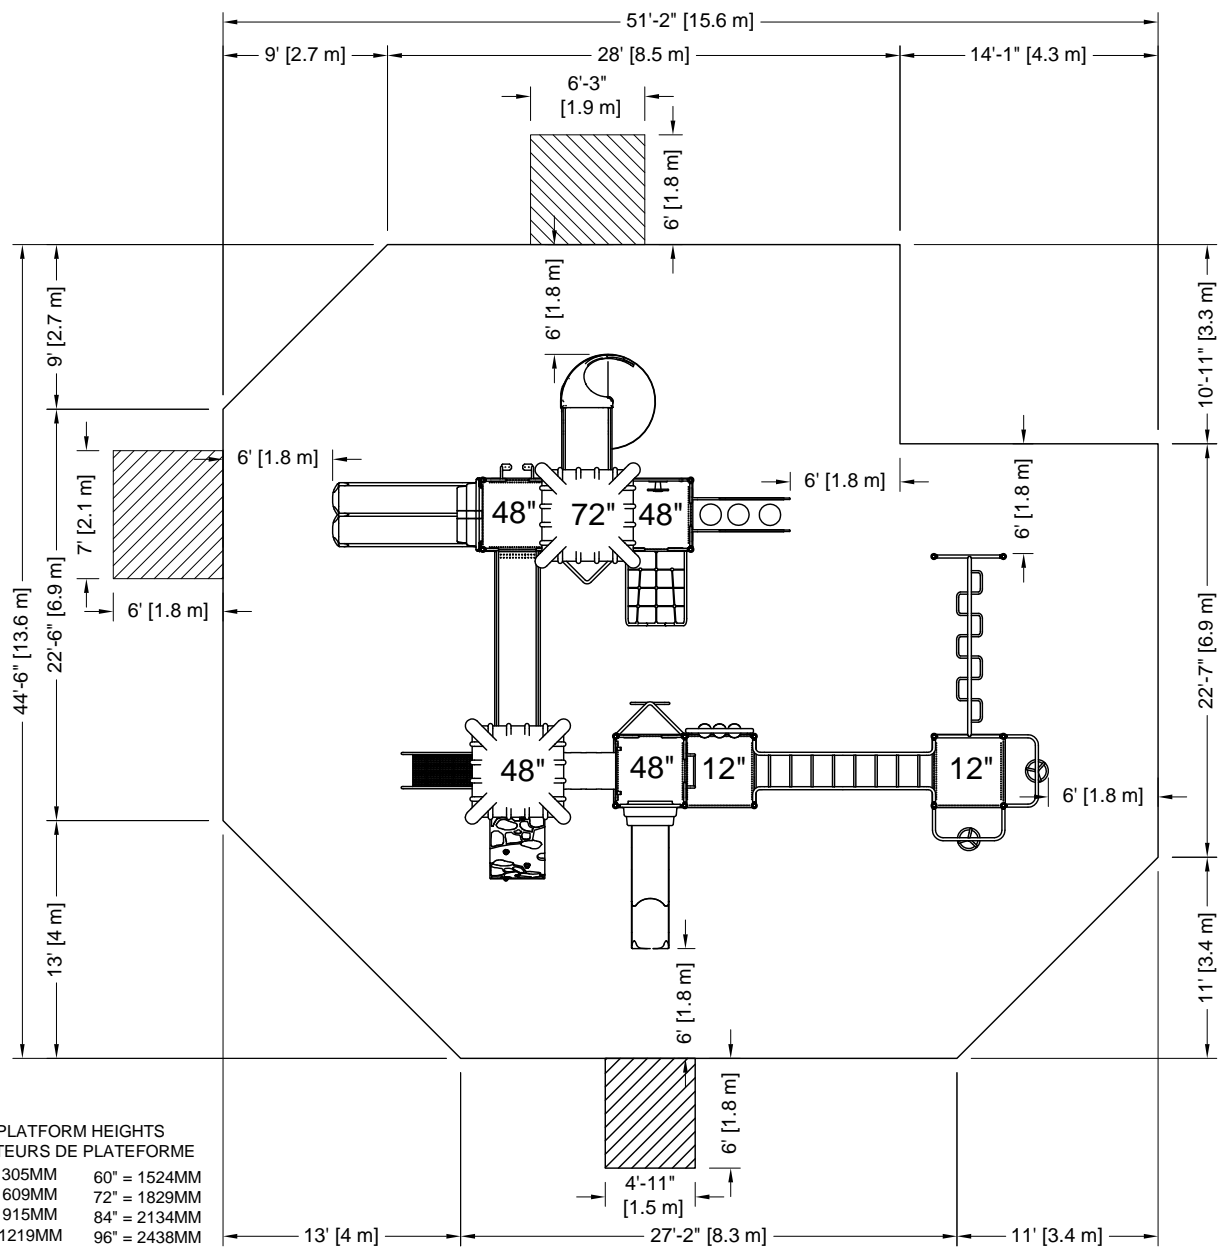 51'-2" [15.6 m]
9' [2.7 m]
28' [8.5 m]
14'-1" [4.3 m]
6'-3"
[1.9 m]
6' [1.8 m]
6' [1.8 m]
9' [2.7 m]
10'-11" [3.3 m]
6' [1.8 m]
6' [1.8 m]
6' [1.8 m]
7' [2.1 m]
48"
72"
48"
6' [1.8 m]
44'-6" [13.6 m]
22'-6" [6.9 m]
22'-7" [6.9 m]
48"
48"
12"
12"
6' [1.8 m]
13' [4 m]
11' [3.4 m]
6' [1.8 m]
6' [1.8 m]
4'-11"
[1.5 m]
PLATFORM HEIGHTS
TEURS DE PLATEFORME
305MM 60" = 1524MM
609MM 72" = 1829MM
915MM 84" = 2134MM
1219MM 96" = 2438MM
13' [4 m]
27'-2" [8.3 m]
11' [3.4 m]